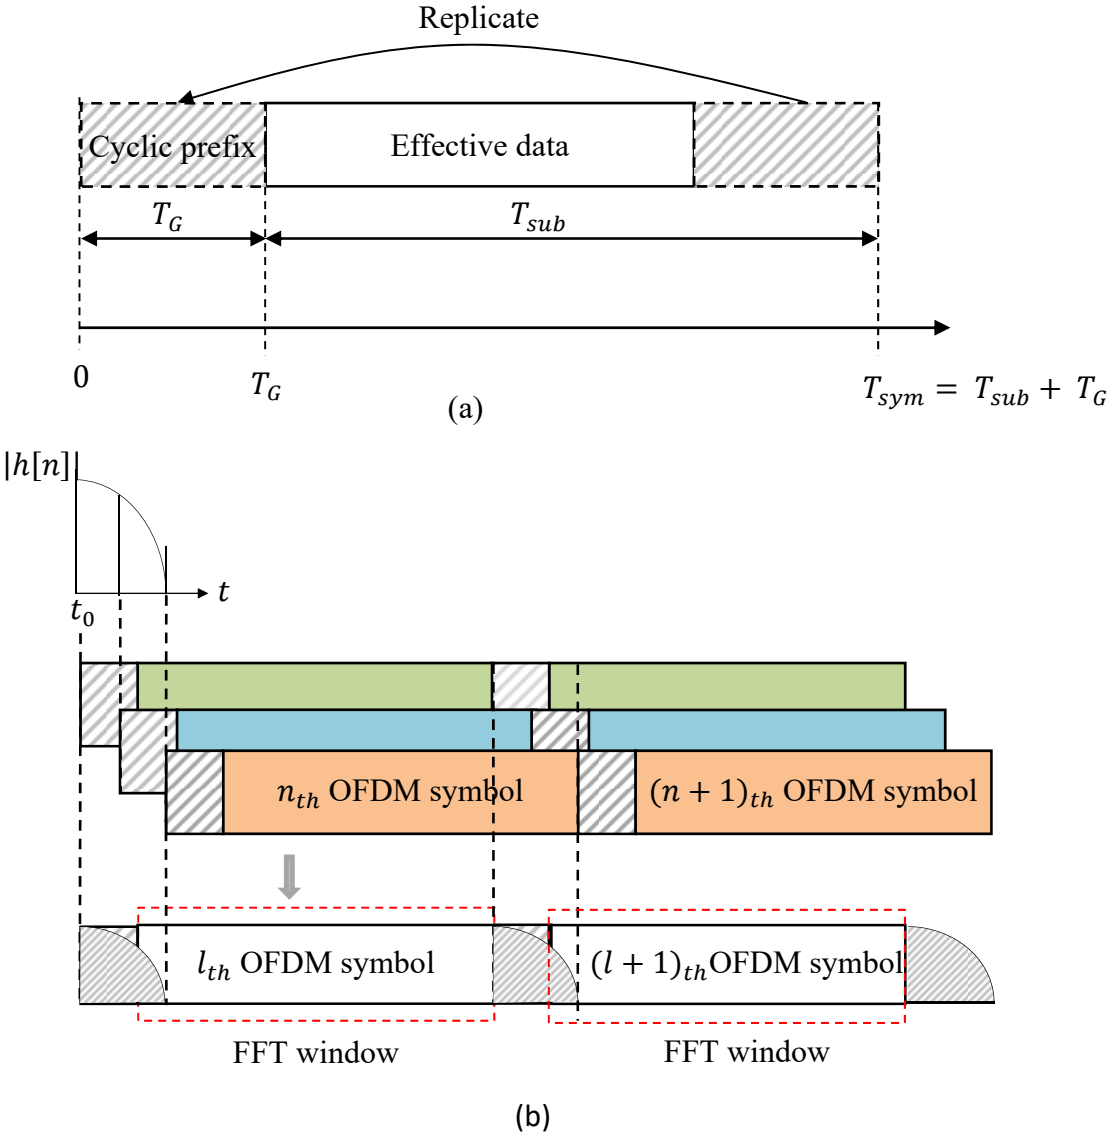 Replicate
Cyclic prefix Effective data
T_G T_sub
0 T_G T_sym = T_sub + T_G
(a)
|h[n]
t
t_0
n_th OFDM symbol (n + 1)_th OFDM symbol
l_th OFDM symbol (l + 1)_th OFDM symbol
FFT window FFT window
(b)